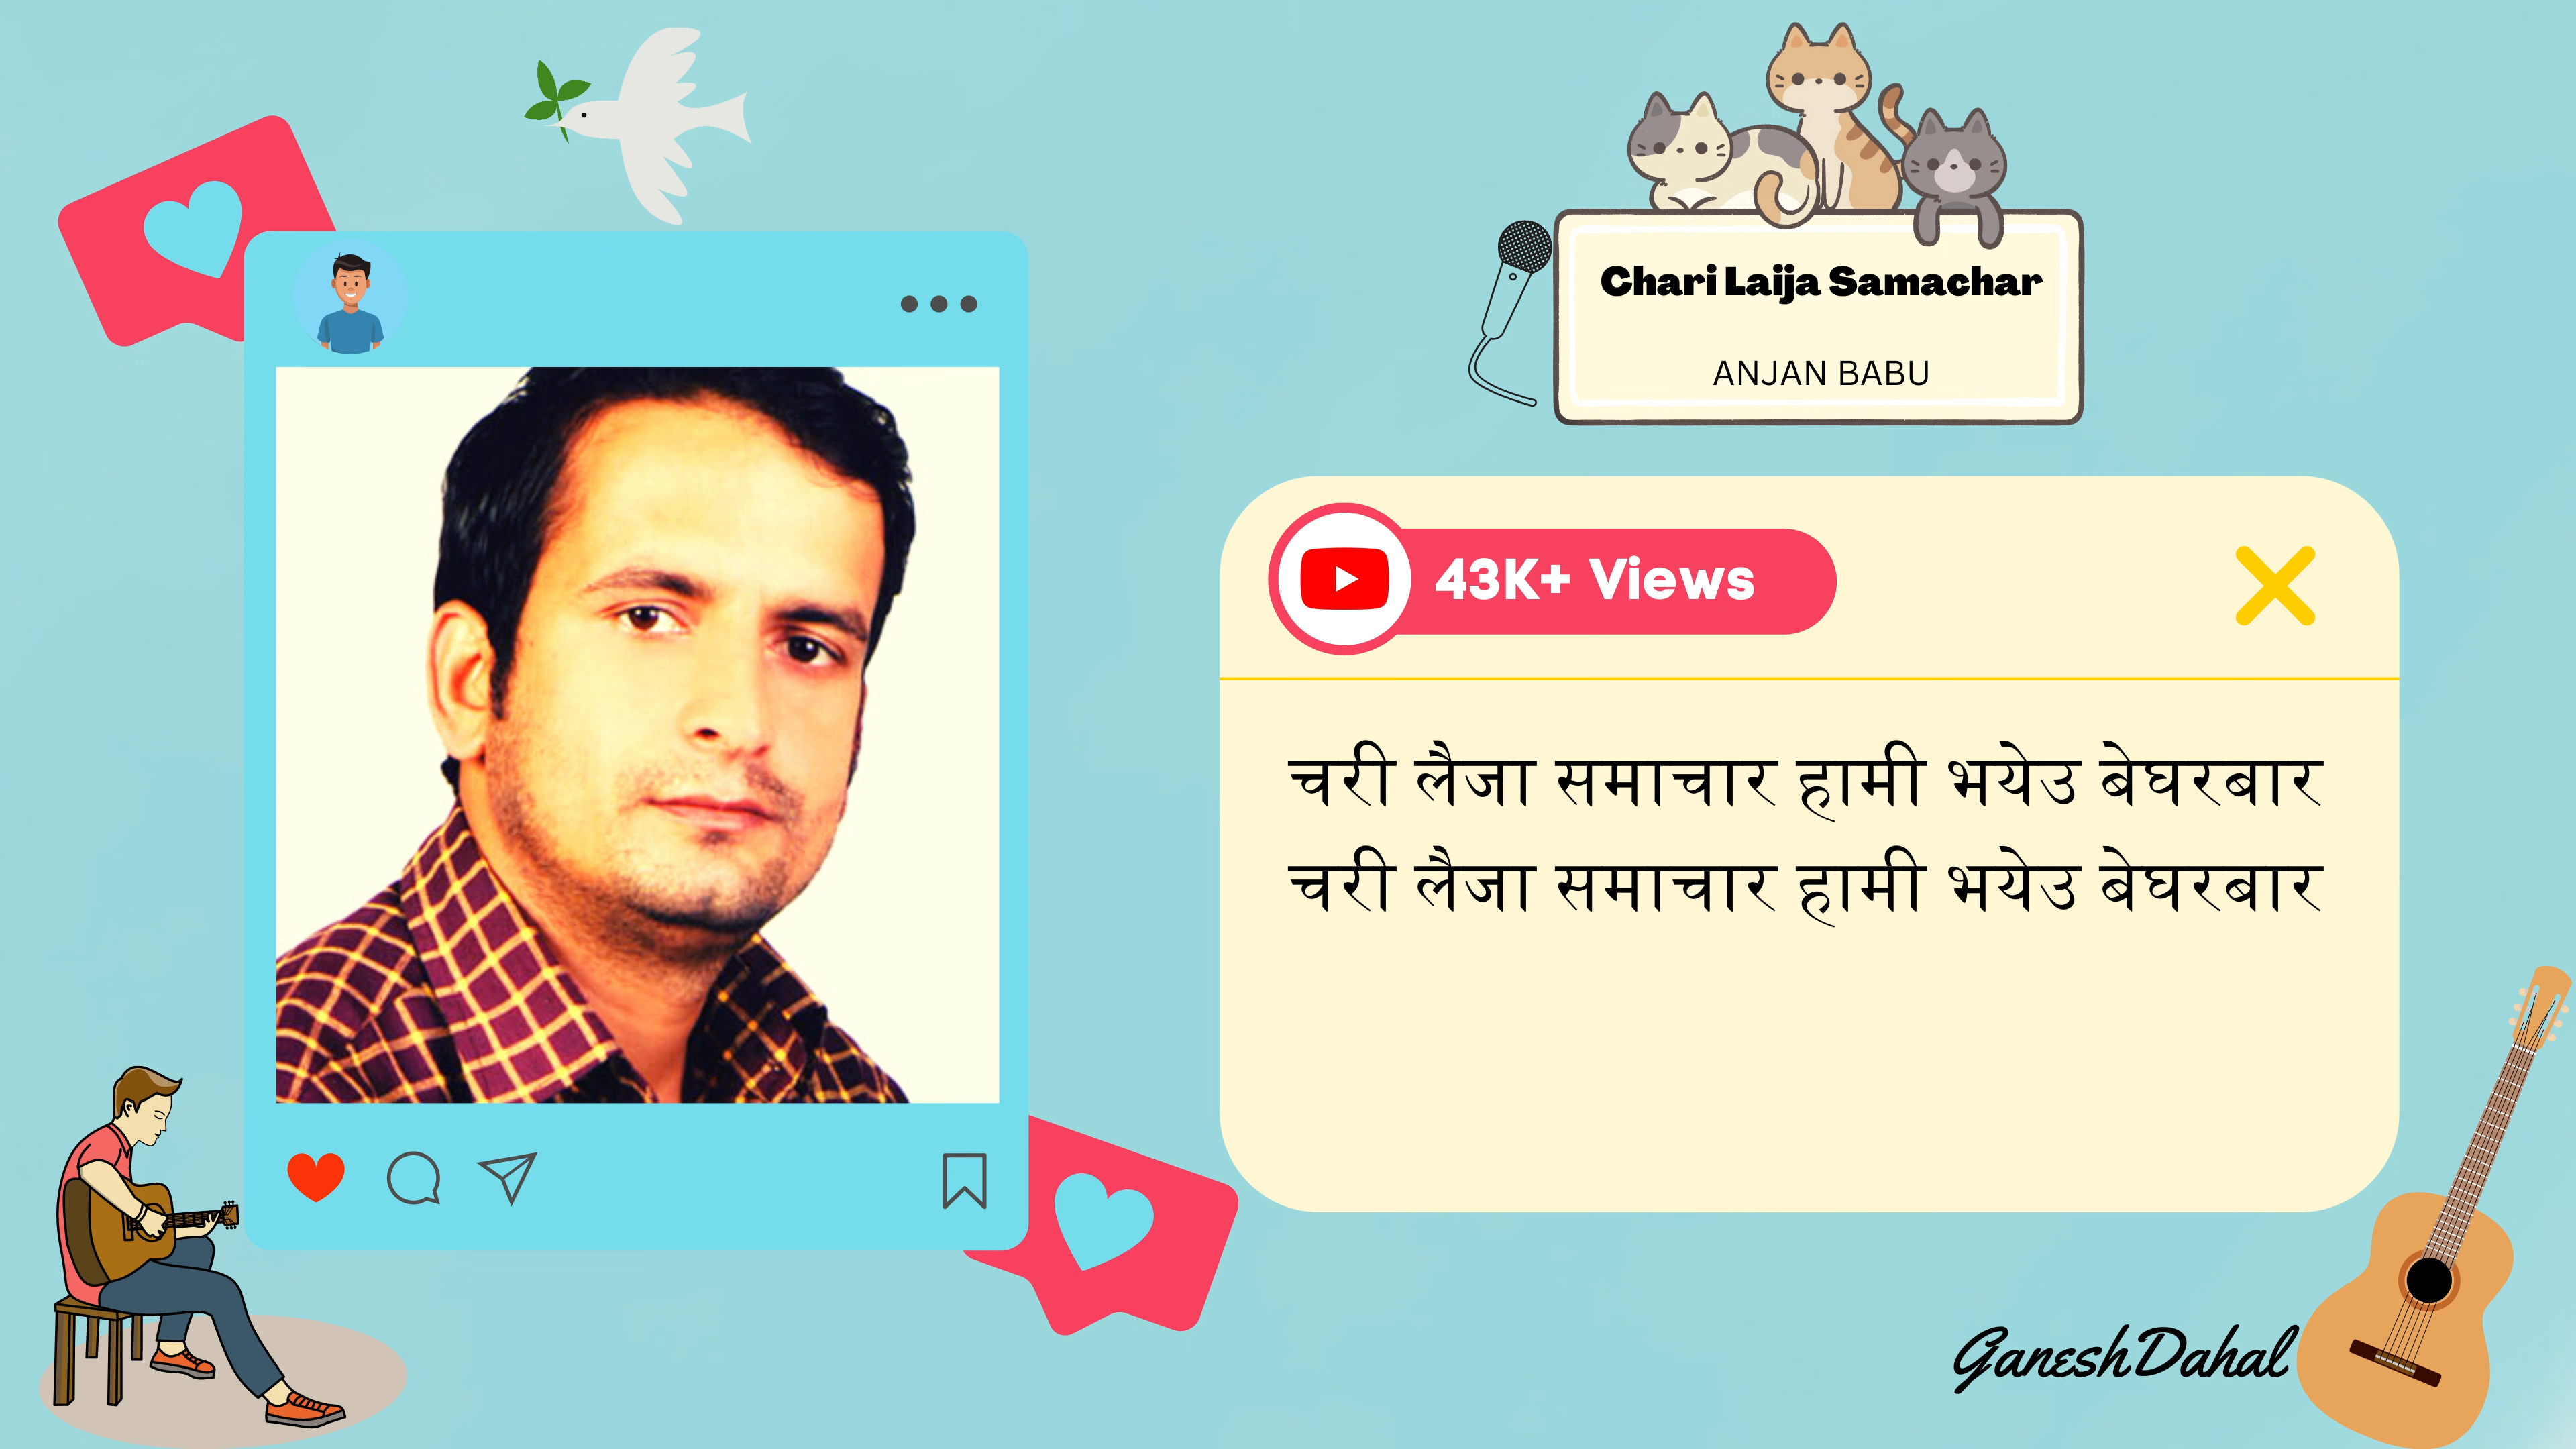 Chari Laija Samachar
ANJAN BABU
43K+ Views
चरी लैजा समाचार हामी भयेउ बेघरबार
चरी लैजा समाचार हामी भयेउ बेघरबार
GaneshDahal